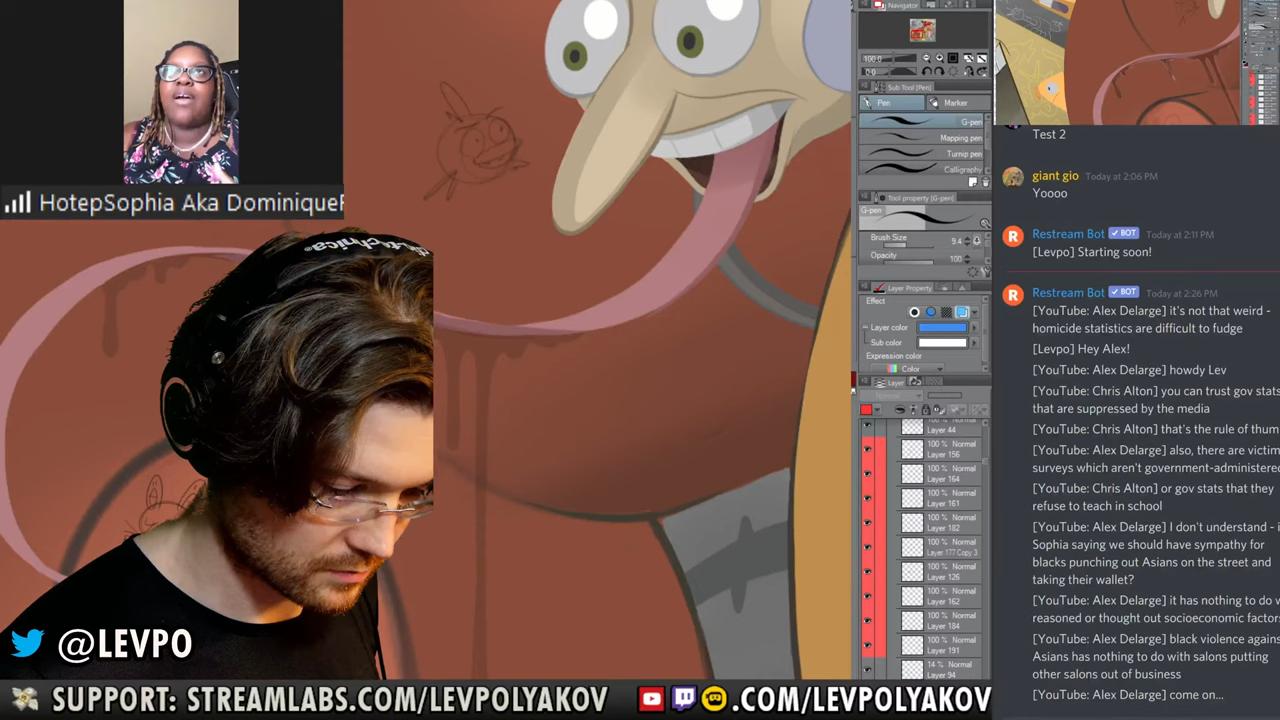 HotepSophia Aka Dominique
@LEVPO
SUPPORT: STREAMLABS.COM/LEVPOLYAKOV
.COM/LEVPOLYAKOV
Navigator
100.0
0.0
Sub Tool [Pen]
Pen
Marker
G-pen
Mapping pen
Turnip pen
Calligraphy
Tool property [G-pen]
G-pen
Brush Size
9.4
Opacity
100
Layer Property
Effect
Layer color
Sub color
Expression color
Color
Layer
Normal
Layer 44
100 % Normal
Layer 156
100 % Normal
Layer 164
100 % Normal
Layer 161
100 % Normal
Layer 182
100 % Normal
Layer 177 Copy 3
100 % Normal
Layer 126
100 % Normal
Layer 162
100 % Normal
Layer 184
100 % Normal
Layer 191
14 % Normal
Layer 94
Test 2
giant gio Today at 2:06 PM
Yoooo
Restream Bot BOT Today at 2:11 PM
[Levpo] Starting soon!
Restream Bot BOT Today at 2:26 PM
[YouTube: Alex Delarge] it's not that weird -
homicide statistics are difficult to fudge
[Levpo] Hey Alex!
[YouTube: Alex Delarge] howdy Lev
[YouTube: Chris Alton] you can trust gov stats
that are suppressed by the media
[YouTube: Chris Alton] that's the rule of thum
[YouTube: Alex Delarge] also, there are victim
surveys which aren't government-administere
[YouTube: Chris Alton] or gov stats that they
refuse to teach in school
[YouTube: Alex Delarge] I don't understand - i
Sophia saying we should have sympathy for
blacks punching out Asians on the street and
taking their wallet?
[YouTube: Alex Delarge] it has nothing to do w
reasoned or thought out socioeconomic factor
[YouTube: Alex Delarge] black violence agains
Asians has nothing to do with salons putting
other salons out of business
[YouTube: Alex Delarge] come on...